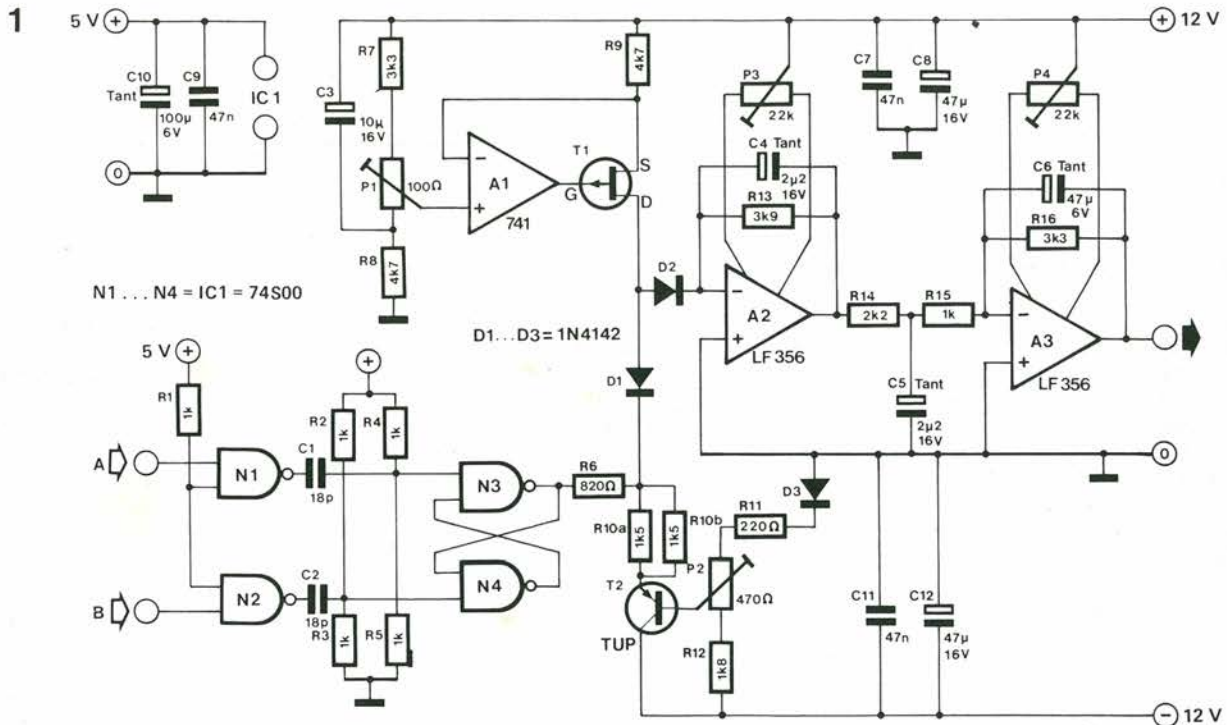 1
5 V +
C10
Tant
100µ
6V
C9
47n
IC 1
0
R7
3k3
C3
10µ
16V
P1
100Ω
R8
4k7
A1
741
- 
+
R9
4k7
T1
G
S
D
+ 12 V
P3
22k
C4 Tant
2µ2
16V
R13
3k9
C7
47n
C8
47µ
16V
P4
22k
C6 Tant
47µ
6V
R16
3k3
D2
-
A2
+
LF 356
R14
2k2
R15
1k
-
A3
+
LF 356
C5 Tant
2µ2
16V
0
N1 . . . N4 = IC1 = 74S00
D1...D3 = 1N4142
5V +
R1
1k
+
R2
1k
R4
1k
A
N1
C1
18p
N3
R6
820Ω
D1
B
N2
C2
18p
N4
R3
1k
R5
1k
R10a
1k5
R10b
1k5
R11
220Ω
D3
T2
TUP
P2
470Ω
R12
1k8
C11
47n
C12
47µ
16V
- 12 V